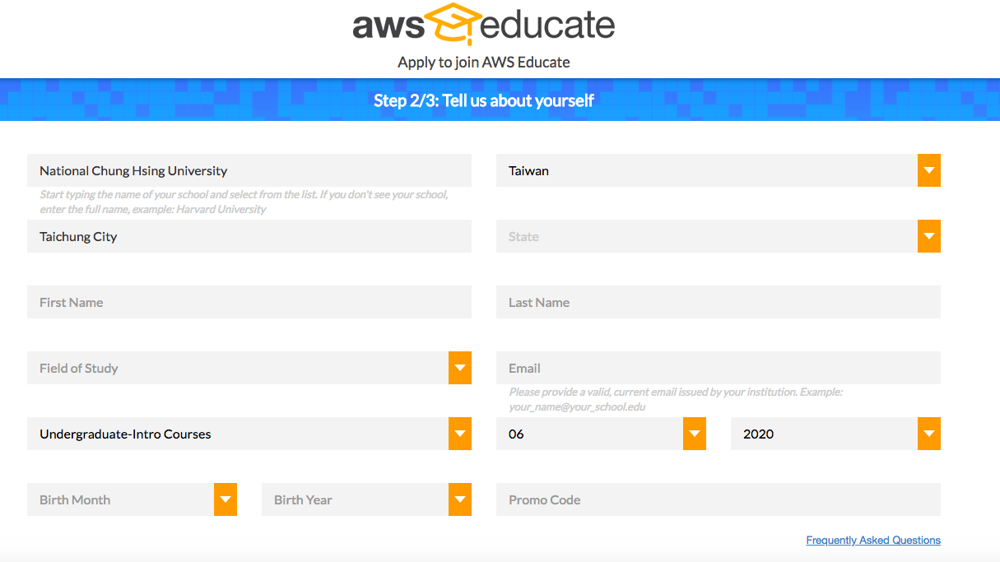 aws educate
Apply to join AWS Educate
Step 2/3: Tell us about yourself
National Chung Hsing University
Taiwan
Start typing the name of your school and select from the list. If you don't see your school,
enter the full name, example: Harvard University
Taichung City
State
First Name
Last Name
Field of Study
Email
Please provide a valid, current email issued by your institution. Example:
your_name@your_school.edu
Undergraduate-Intro Courses
06
2020
Birth Month
Birth Year
Promo Code
Frequently Asked Questions